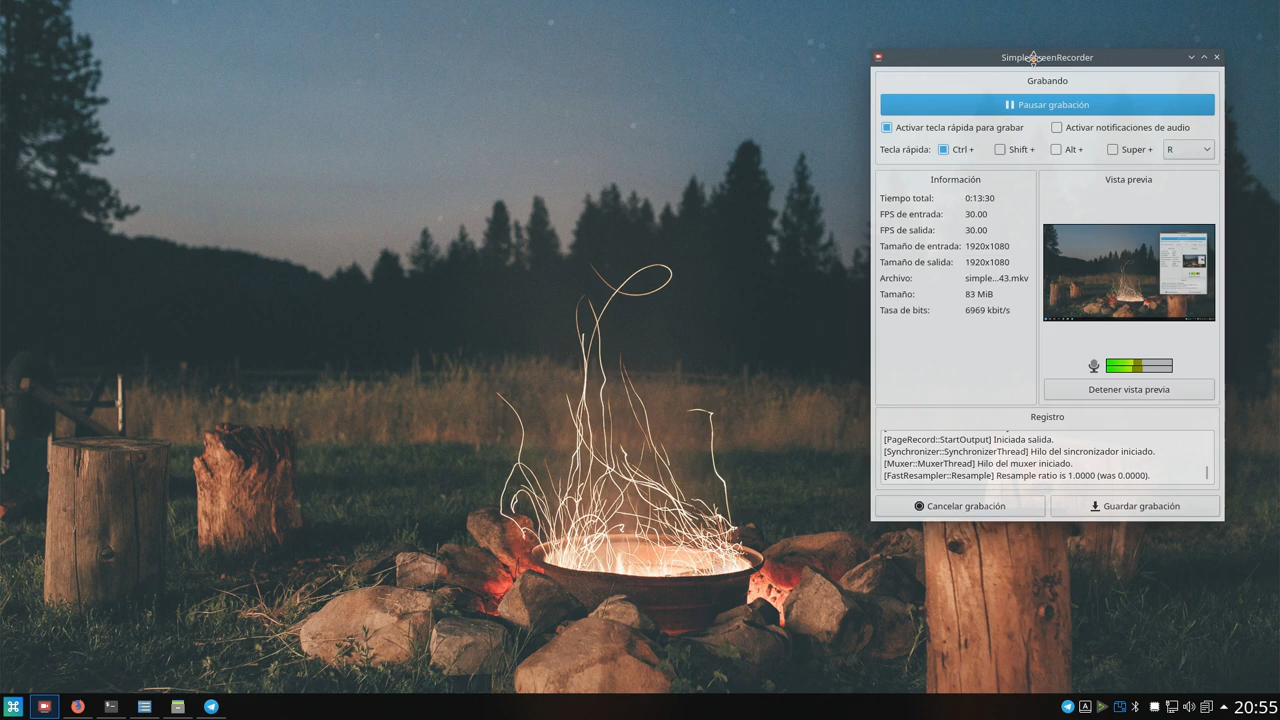 SimpleScreenRecorder
Grabando
Pausar grabación
Activar tecla rápida para grabar
Activar notificaciones de audio
Tecla rápida: Ctrl + Shift + Alt + Super + R
Información
Tiempo total: 0:13:30
FPS de entrada: 30.00
FPS de salida: 30.00
Tamaño de entrada: 1920x1080
Tamaño de salida: 1920x1080
Archivo: simple...43.mkv
Tamaño: 83 MiB
Tasa de bits: 6969 kbit/s
Vista previa
Detener vista previa
Registro
[PageRecord::StartOutput] Iniciada salida.
[Synchronizer::SynchronizerThread] Hilo del sincronizador iniciado.
[Muxer::MuxerThread] Hilo del muxer iniciado.
[FastResampler::Resample] Resample ratio is 1.0000 (was 0.0000).
Cancelar grabación
Guardar grabación
A
20:55